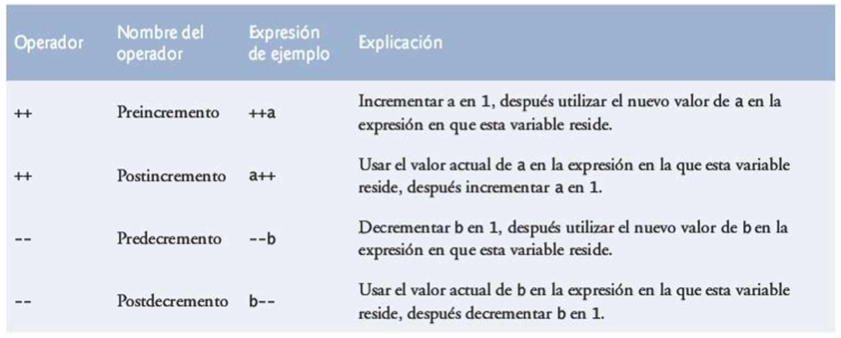 Operador Nombre del operador Expresión de ejemplo Explicación
++ Preincremento ++a Incrementar a en 1, después utilizar el nuevo valor de a en la
expresión en que esta variable reside.
++ Postincremento a++ Usar el valor actual de a en la expresión en la que esta variable
reside, después incrementar a en 1.
-- Predecremento --b Decrementar b en 1, después utilizar el nuevo valor de b en la
expresión en que esta variable reside.
-- Postdecremento b-- Usar el valor actual de b en la expresión en la que esta variable
reside, después decrementar b en 1.